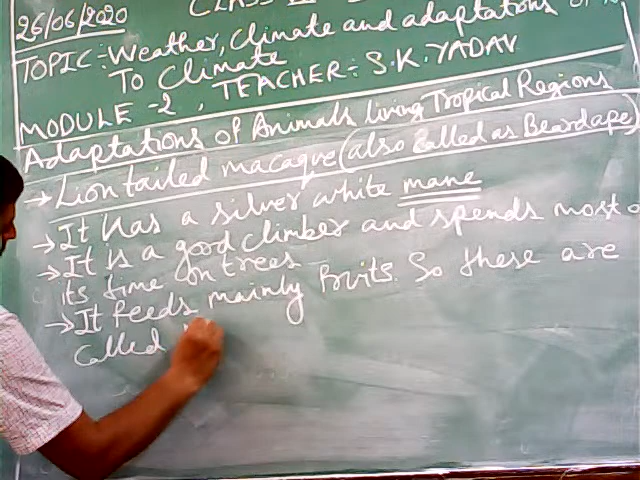 26/06/2020 CLASS
TOPIC:- Weather, Climate and adaptations of
To Climate
MODULE -2, TEACHER:- S.K. YADAV
Adaptations of Animals living Tropical Regions
→ Lion tailed macaque (also Called as Beardape)
→ It has a silver white mane
→ It is a good climber and spends most o
its time on trees
→ It feeds mainly fruits. So these are
Called